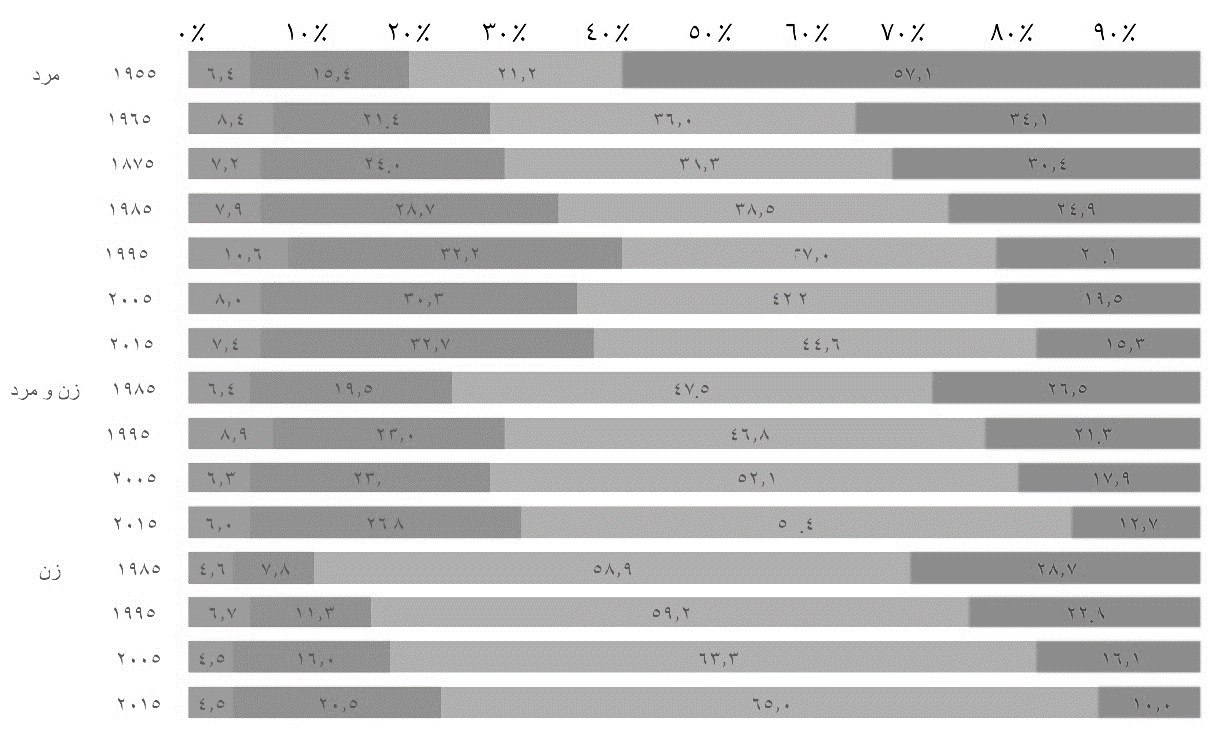 ٠٪ ١٠٪ ٢٠٪ ٣٠٪ ٤٠٪ ٥٠٪ ٦٠٪ ٧٠٪ ٨٠٪ ٩٠٪
مرد ١٩٥٥ ٦,٤ ١٥,٤ ٢١,٢ ٥٧,١
١٩٦٥ ٨,٤ ٢١.٤ ٣٦,٠ ٣٤,١
١٨٧٥ ٧,٢ ٢٤.٠ ٣٨,٣ ٣٠,٤
١٩٨٥ ٧,٩ ٢٨,٧ ٣٨,٥ ٢٤,٩
١٩٩٥ ١٠,٦ ٣٢,٢ ٣٧,٠
٢٠٠٥ ٨,٠ ٣٠,٣ ٤٢٢ ١٩,٥
٢٠١٥ ٧,٤ ٣٢,٧ ٤٤,٦ ١٥,٣
زن و مرد ١٩٨٥ ٦,٤ ١٩,٥ ٤٧.٥ ٢٦,٥
١٩٩٥ ٨,٩ ٢٣,٠ ٤٦,٨ ٢١.٣
٢٠٠٥ ٦,٣ ٢٣, ٥٢,١ ١٧,٩
٢٠١٥ ٦,٠ ٢٦٨ ٥٠.٤ ١٢,٧
زن ١٩٨٥ ٤,٦ ٧,٨ ٥٨,٩ ٢٨,٧
١٩٩٥ ٦,٧ ١١,٣ ٥٩,٢ ٢٢.٨
٢٠٠٥ ٤,٥ ١٦,٠ ٦٣,٣ ١٦,١
٢٠١٥ ٤,٥ ٢٠,٥ ٦٥,٠ ١٠,٠